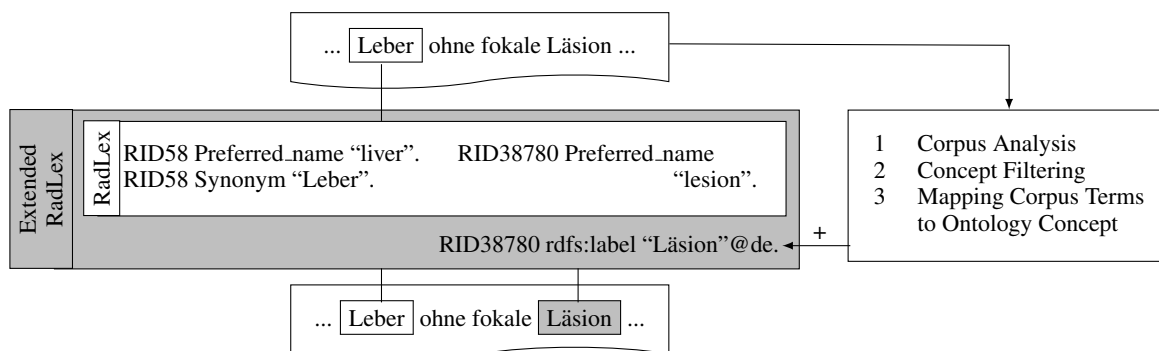 ... Leber ohne fokale Läsion ...
Extended
RadLex
RadLex
RID58 Preferred_name “liver”. RID38780 Preferred_name
RID58 Synonym “Leber”. “lesion”.
RID38780 rdfs:label “Läsion”@de.
+
1 Corpus Analysis
2 Concept Filtering
3 Mapping Corpus Terms
to Ontology Concept
... Leber ohne fokale Läsion ...